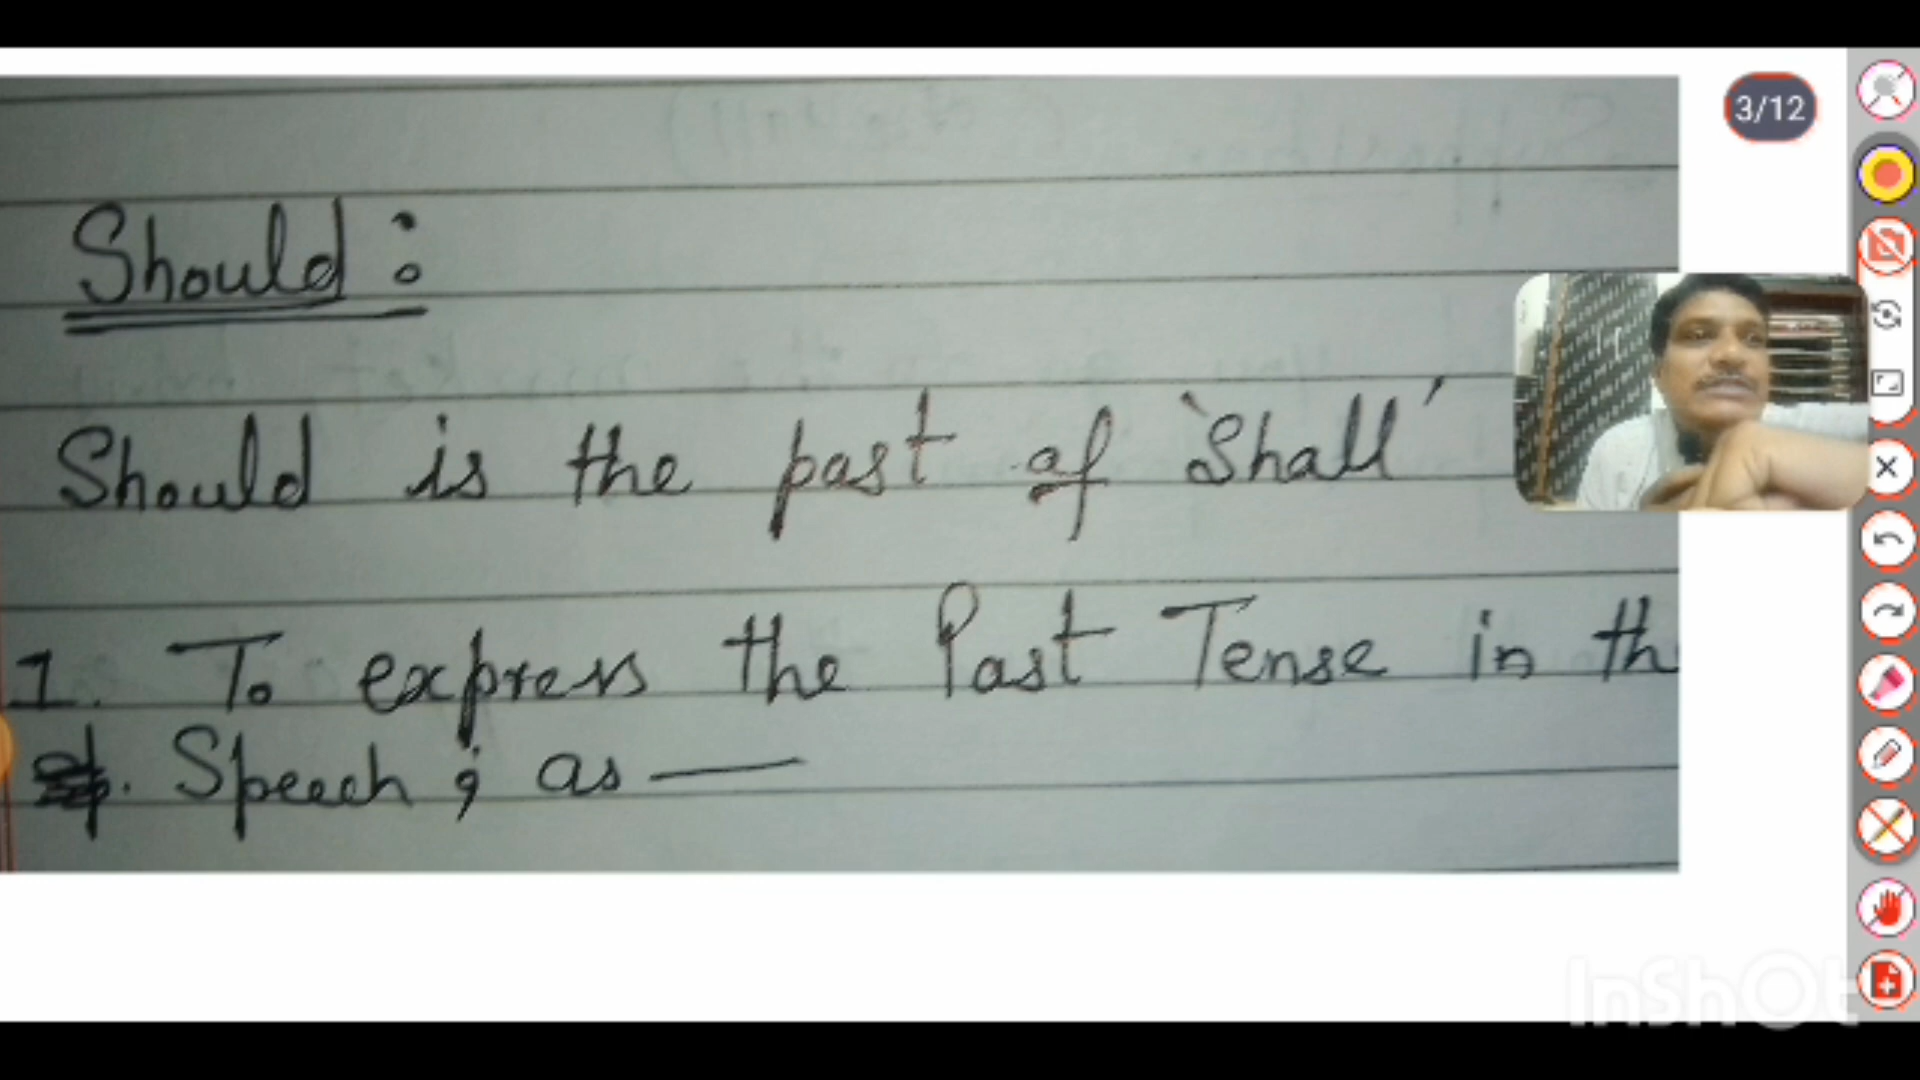 3/12
Should :
Should is the past of 'Shall'
1. To express the Past Tense in th
Speech ; as —
InShOt